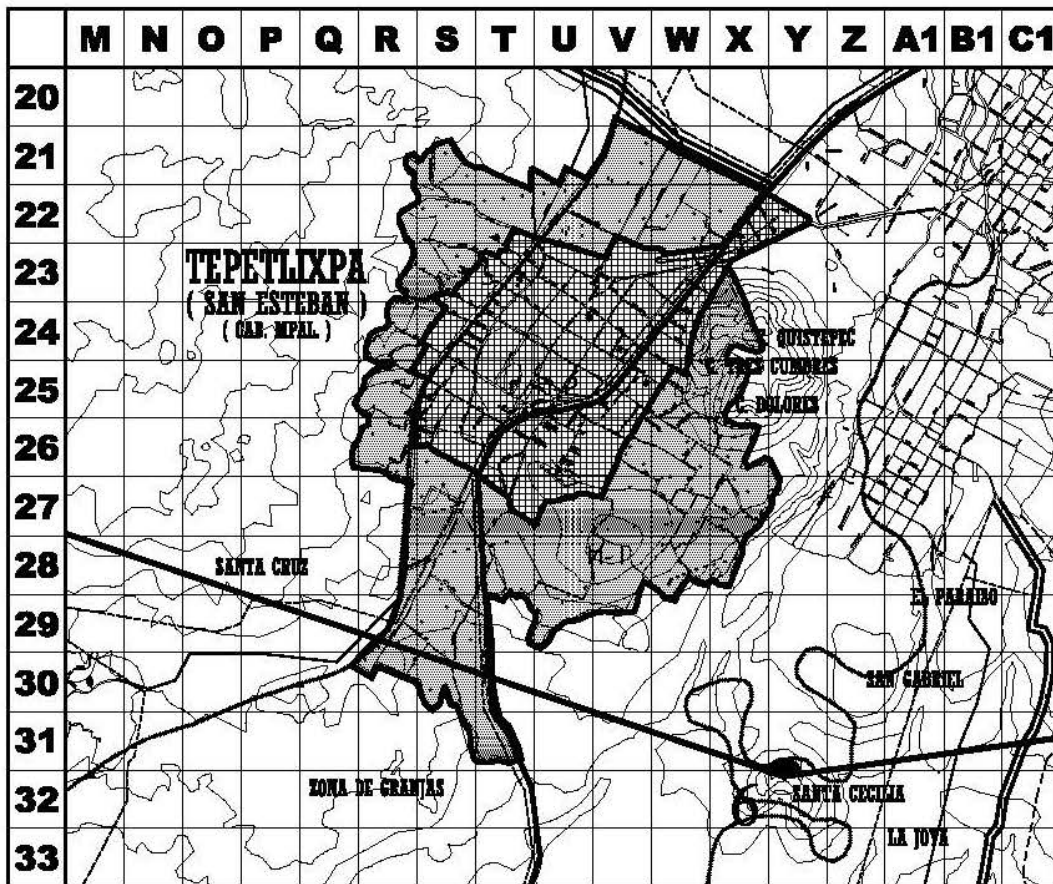 M N O P Q R S T U V W X Y Z A1 B1 C1
20
21
22
23
TEPETLIXPA
( SAN ESTEBAN )
24
( CAB. MPAL. )
QUISTEPEC
TRES CUMBRES
25
C. DOLORES
26
27
28
SANTA CRUZ
EL PARAISO
29
30
SAN GABRIEL
31
32
ZONA DE GRANJAS
SANTA CECILIA
LA JOYA
33